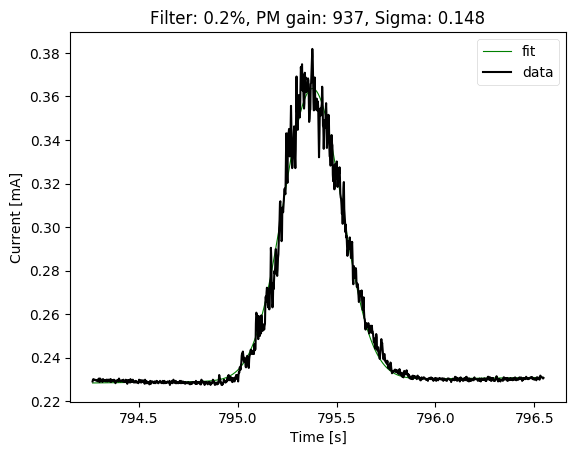 Filter: 0.2%, PM gain: 937, Sigma: 0.148
fit
data
Current [mA]
0.38
0.36
0.34
0.32
0.30
0.28
0.26
0.24
0.22
794.5 795.0 795.5 796.0 796.5
Time [s]